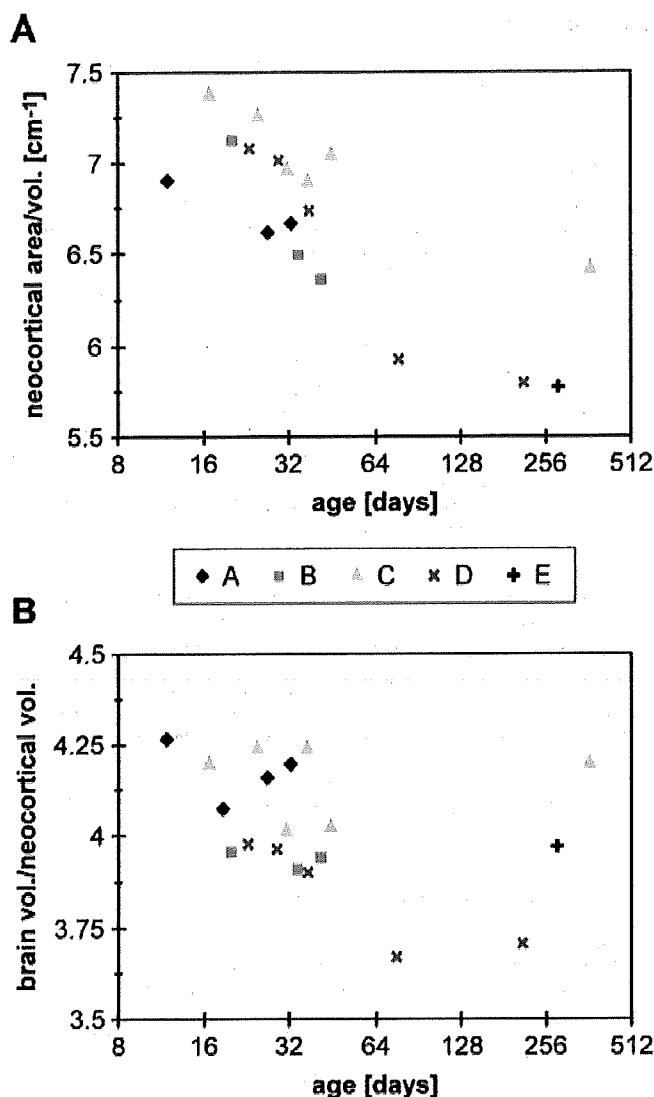 A
7.5
7
6.5
6
5.5
neocortical area/vol. [cm⁻¹]
8 16 32 64 128 256 512
age [days]
A B C D E
B
4.5
4.25
4
3.75
3.5
brain vol./neocortical vol.
8 16 32 64 128 256 512
age [days]